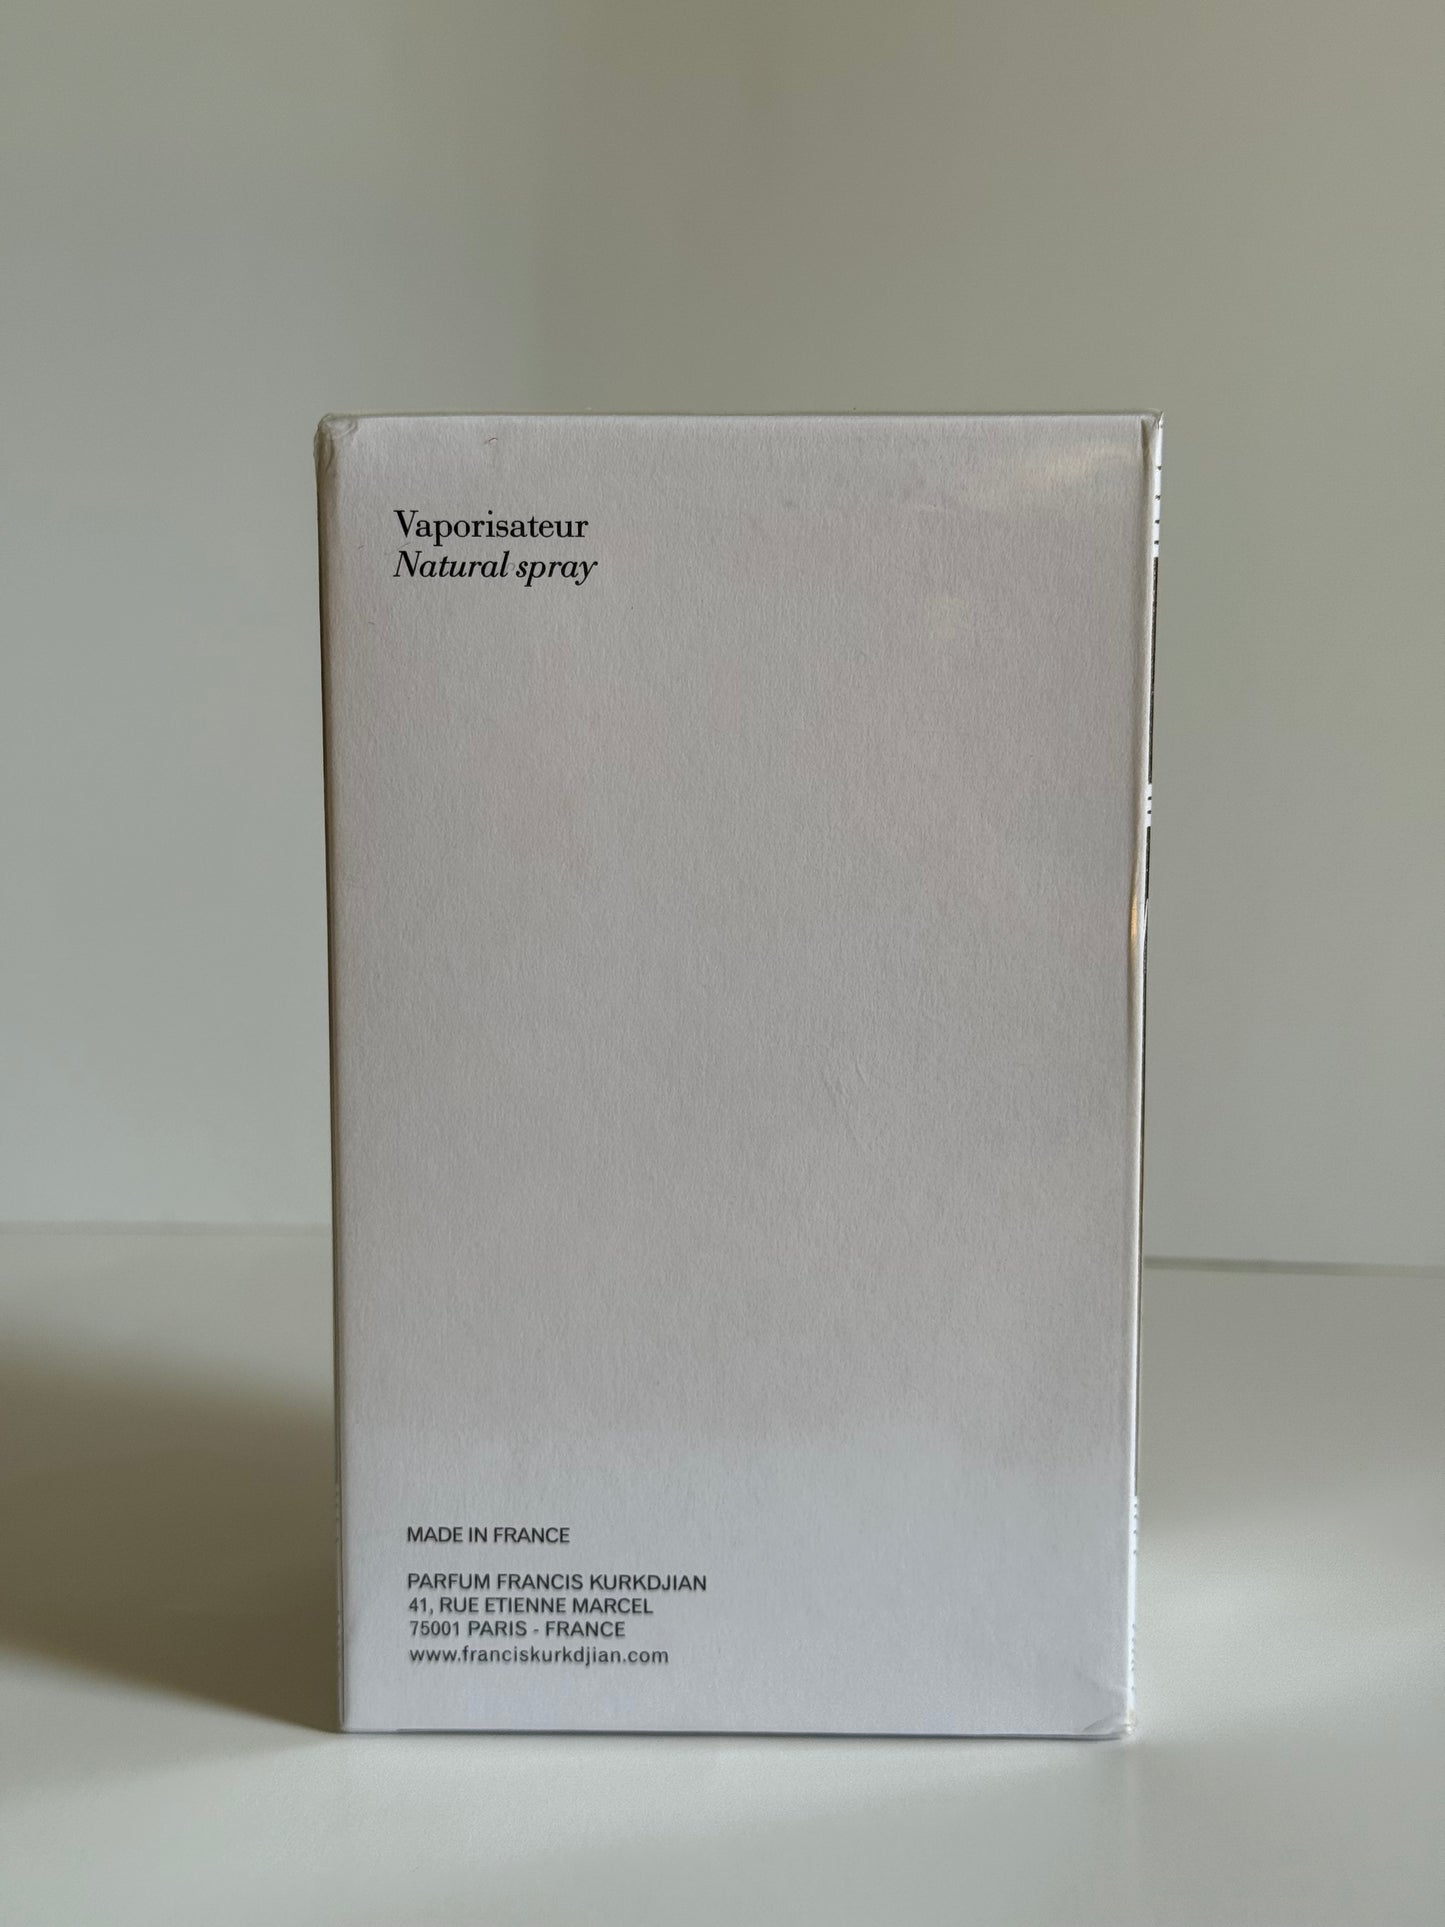 Vaporisateur
Natural spray
MADE IN FRANCE
PARFUM FRANCIS KURKDJIAN
41, RUE ETIENNE MARCEL
75001 PARIS - FRANCE
www.franciskurkdjian.com